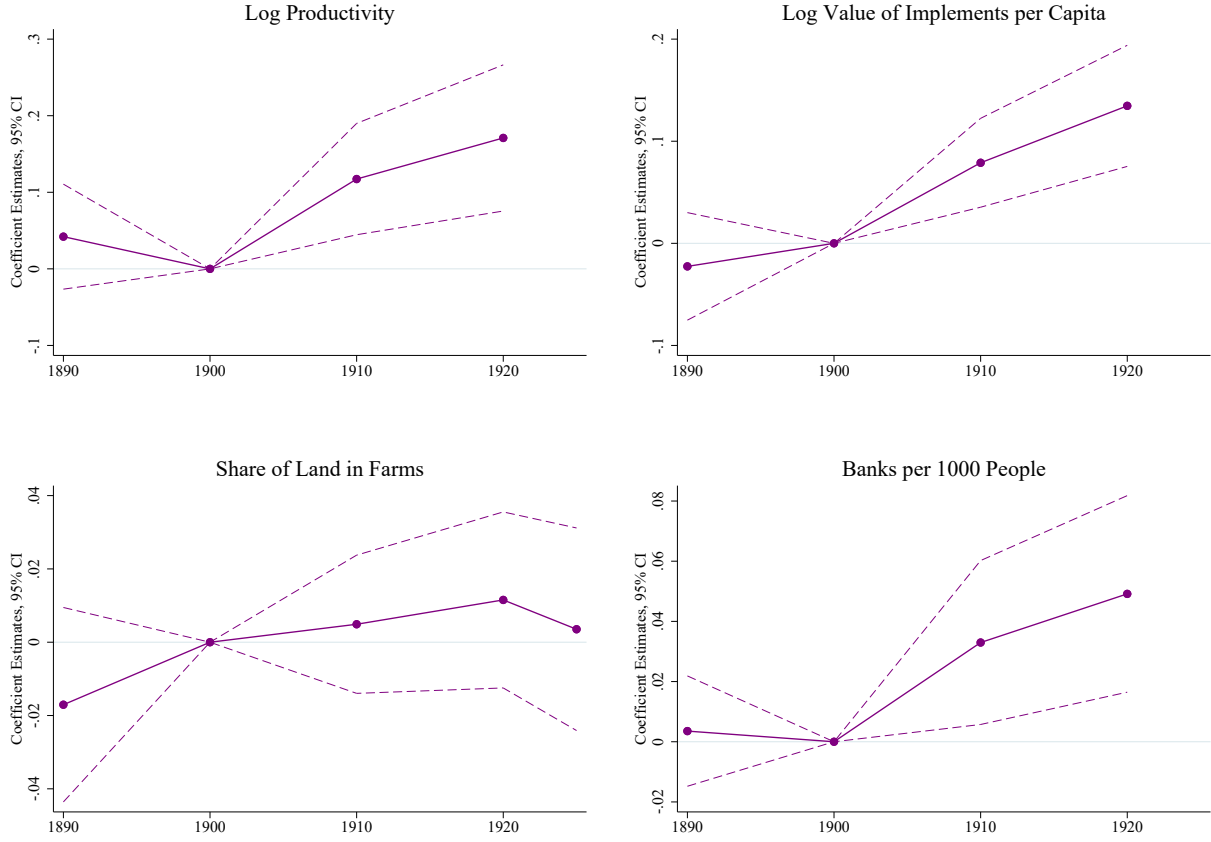 Log Productivity
Coefficient Estimates, 95% CI
.3
.2
.1
0
-.1
1890 1900 1910 1920
Log Value of Implements per Capita
Coefficient Estimates, 95% CI
.2
.1
0
-.1
1890 1900 1910 1920
Share of Land in Farms
Coefficient Estimates, 95% CI
.04
.02
0
-.02
-.04
1890 1900 1910 1920
Banks per 1000 People
Coefficient Estimates, 95% CI
.08
.06
.04
.02
0
-.02
1890 1900 1910 1920